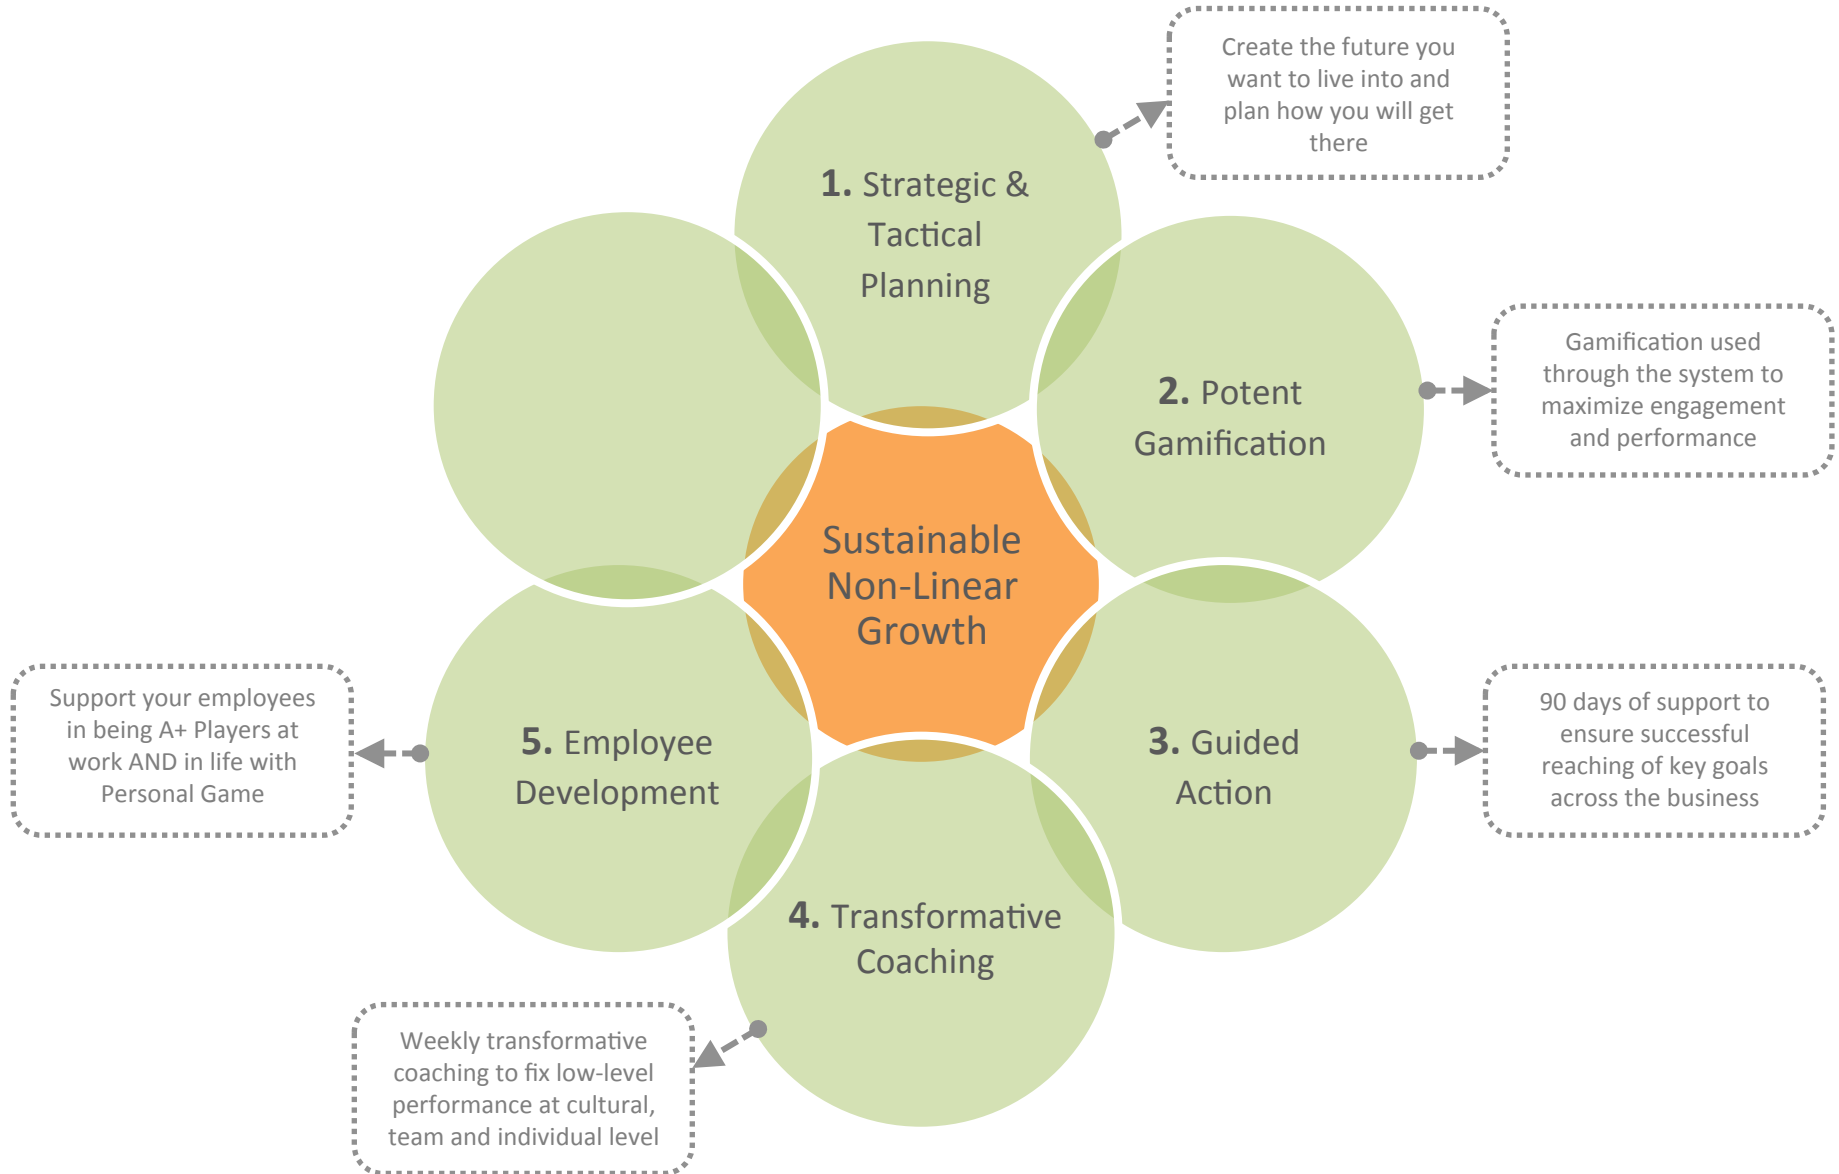 Create the future you
want to live into and
plan how you will get
there
1. Strategic &
Tactical
Planning
Gamification used
through the system to
maximize engagement
and performance
2. Potent
Gamification
Sustainable
Non-Linear
Growth
90 days of support to
ensure successful
reaching of key goals
across the business
3. Guided
Action
Support your employees
in being A+ Players at
work AND in life with
Personal Game
5. Employee
Development
4. Transformative
Coaching
Weekly transformative
coaching to fix low-level
performance at cultural,
team and individual level